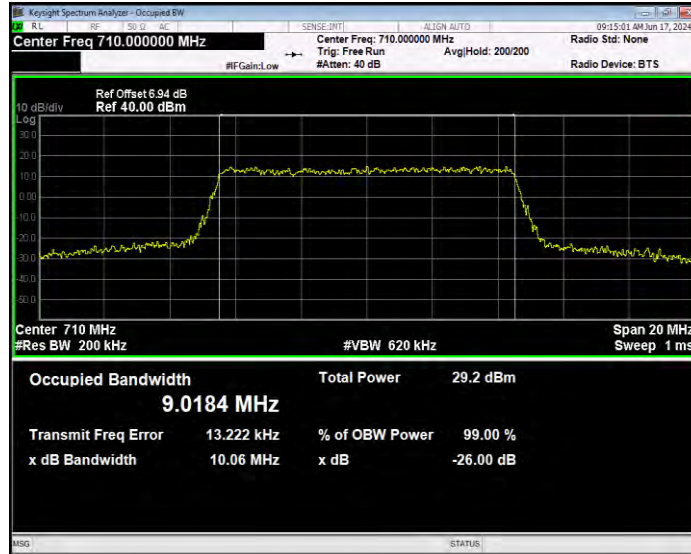 Keysight Spectrum Analyzer - Occupied BW
RL RF 50 Ω AC SENSE:INT ALIGN AUTO 09:15:01 AM Jun 17, 2024
Center Freq 710.000000 MHz Center Freq: 710.000000 MHz Radio Std: None
Trig: Free Run Avg|Hold: 200/200
#IFGain:Low #Atten: 40 dB Radio Device: BTS
Ref Offset 6.94 dB
10 dB/div Ref 40.00 dBm
Log
30.0
20.0
10.0
0.00
-10.0
-20.0
-30.0
-40.0
-50.0
Center 710 MHz Span 20 MHz
#Res BW 200 kHz #VBW 620 kHz Sweep 1 ms
Occupied Bandwidth Total Power 29.2 dBm
9.0184 MHz
Transmit Freq Error 13.222 kHz % of OBW Power 99.00 %
x dB Bandwidth 10.06 MHz x dB -26.00 dB
MSG STATUS